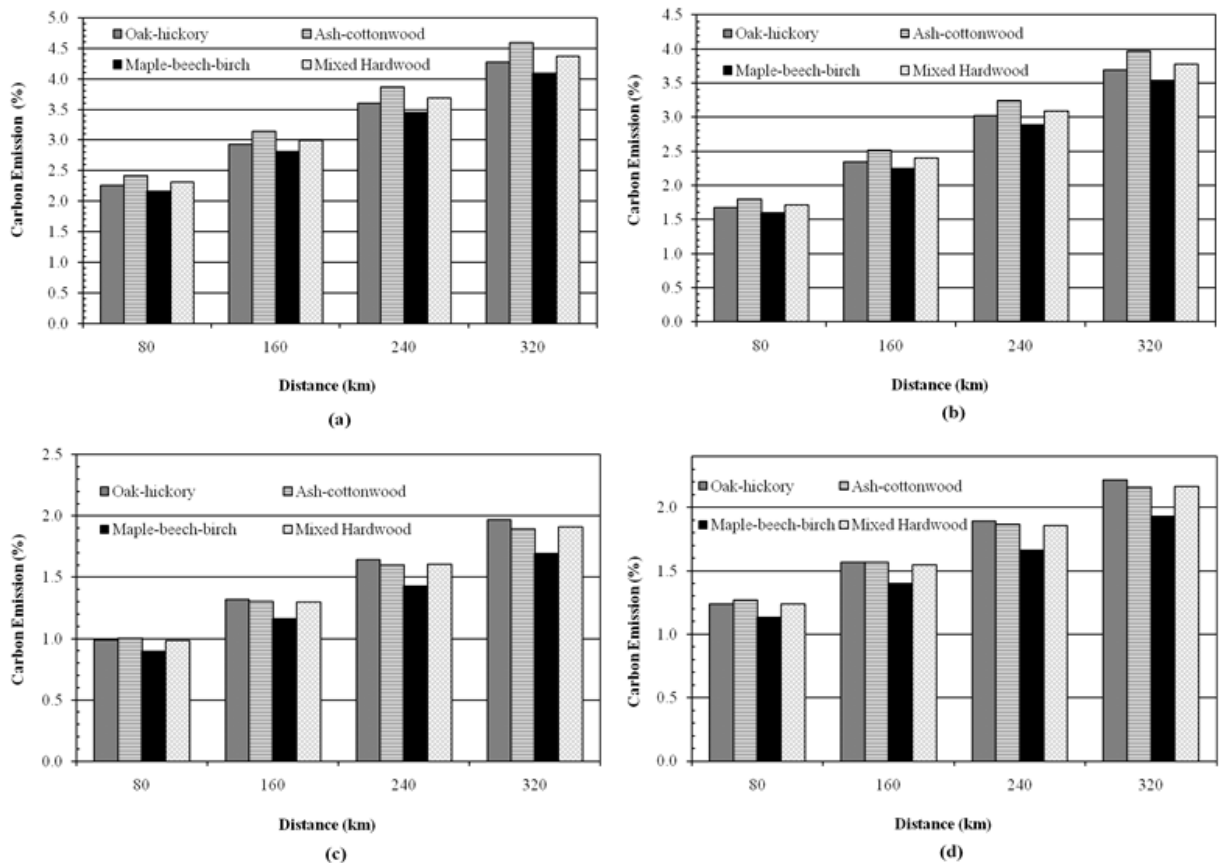 5.0
4.5
4.0
3.5
3.0
2.5
2.0
1.5
1.0
0.5
0.0
Carbon Emission (%)
Oak-hickory
Ash-cottonwood
Maple-beech-birch
Mixed Hardwood
80
160
240
320
Distance (km)
(a)
4.5
4.0
3.5
3.0
2.5
2.0
1.5
1.0
0.5
0.0
Carbon Emission (%)
Oak-hickory
Ash-cottonwood
Maple-beech-birch
Mixed Hardwood
80
160
240
320
Distance (km)
(b)
2.5
2.0
1.5
1.0
0.5
0.0
Carbon Emission (%)
Oak-hickory
Ash-cottonwood
Maple-beech-birch
Mixed Hardwood
80
160
240
320
Distance (km)
(c)
2.0
1.5
1.0
0.5
0.0
Carbon Emission (%)
Oak-hickory
Ash-cottonwood
Maple-beech-birch
Mixed Hardwood
80
160
240
320
Distance (km)
(d)